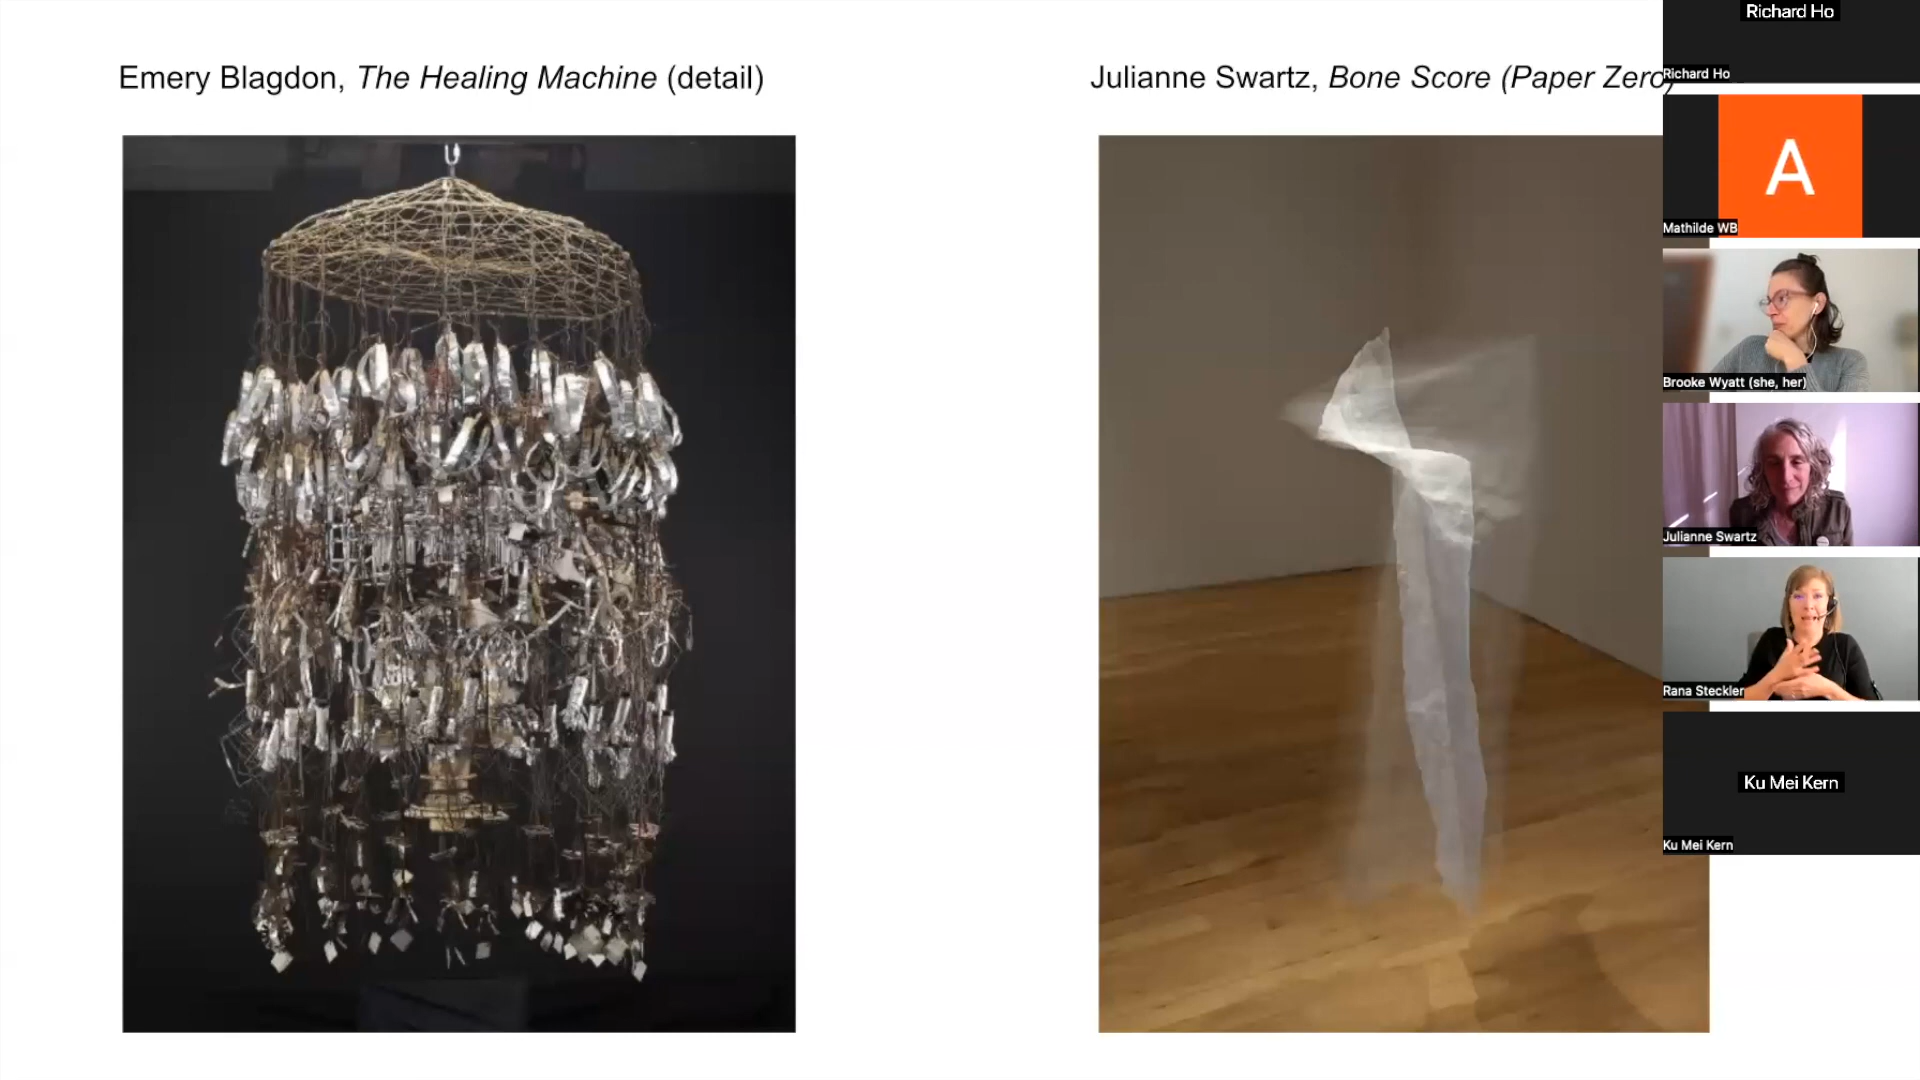 Emery Blagdon, The Healing Machine (detail)
Julianne Swartz, Bone Score (Paper Zero)
Richard Ho
Richard Ho
A
Mathilde WB
Brooke Wyatt (she, her)
Julianne Swartz
Rana Steckler
Ku Mei Kern
Ku Mei Kern